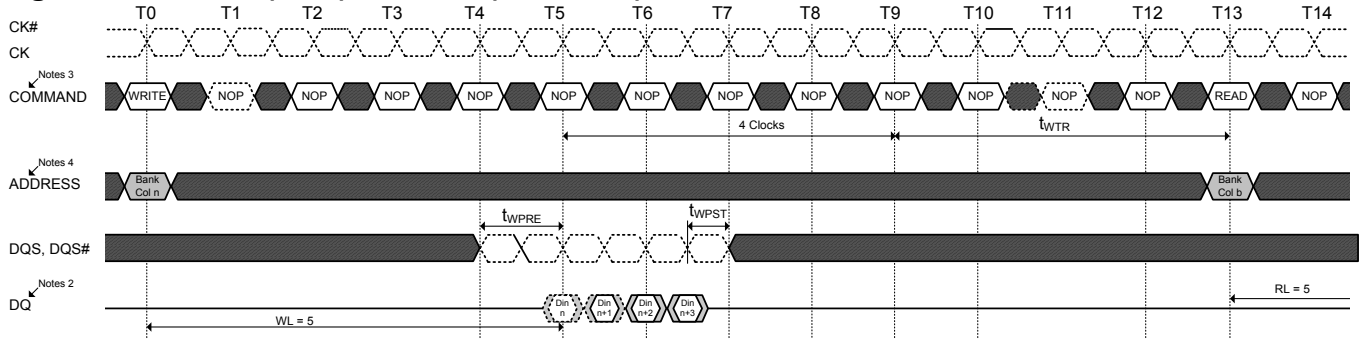 T0 T1 T2 T3 T4 T5 T6 T7 T8 T9 T10 T11 T12 T13 T14
CK#
CK
Notes 3
COMMAND
WRITE NOP NOP NOP NOP NOP NOP NOP NOP NOP NOP NOP NOP READ NOP
4 Clocks
tWTR
Notes 4
ADDRESS
Bank
Col n
Bank
Col b
tWPRE
tWPST
DQS, DQS#
Notes 2
DQ
Din
n
Din
n+1
Din
n+2
Din
n+3
RL = 5
WL = 5